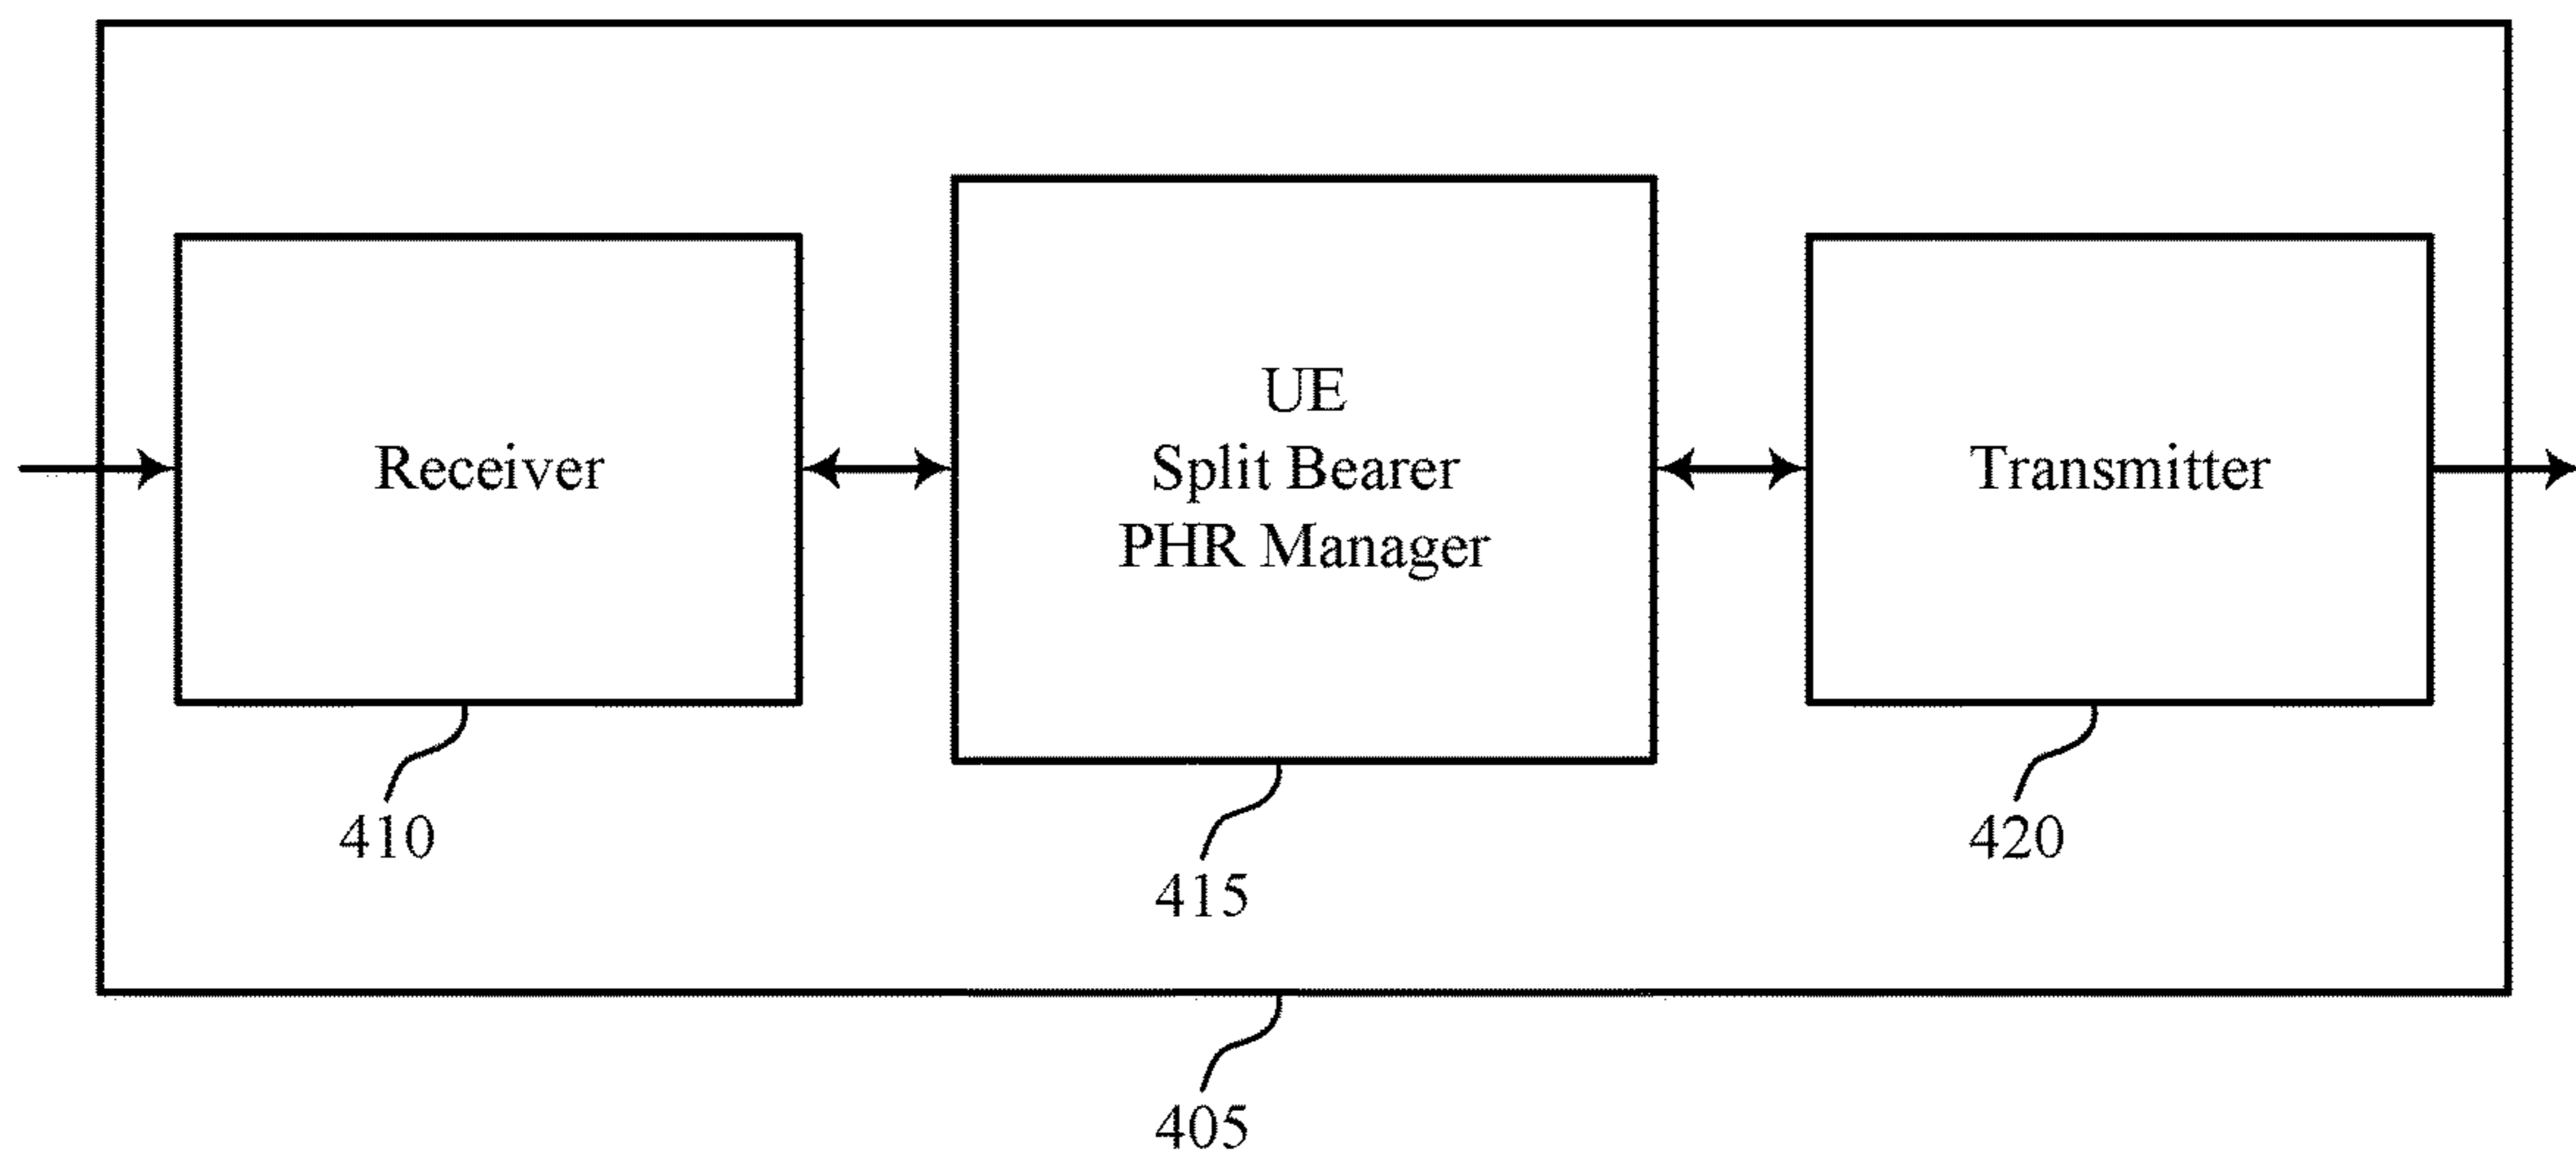 UE
Receiver
Split Bearer
Transmitter
PHR Manager
410
420
415
405